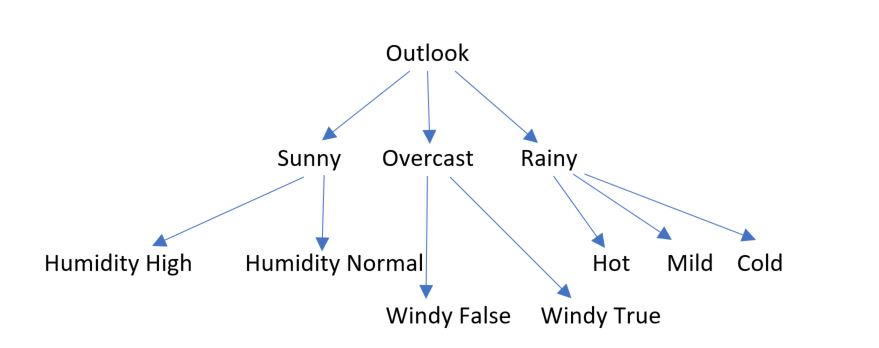 Outlook
Sunny Overcast Rainy
Humidity High Humidity Normal Hot Mild Cold
Windy False Windy True